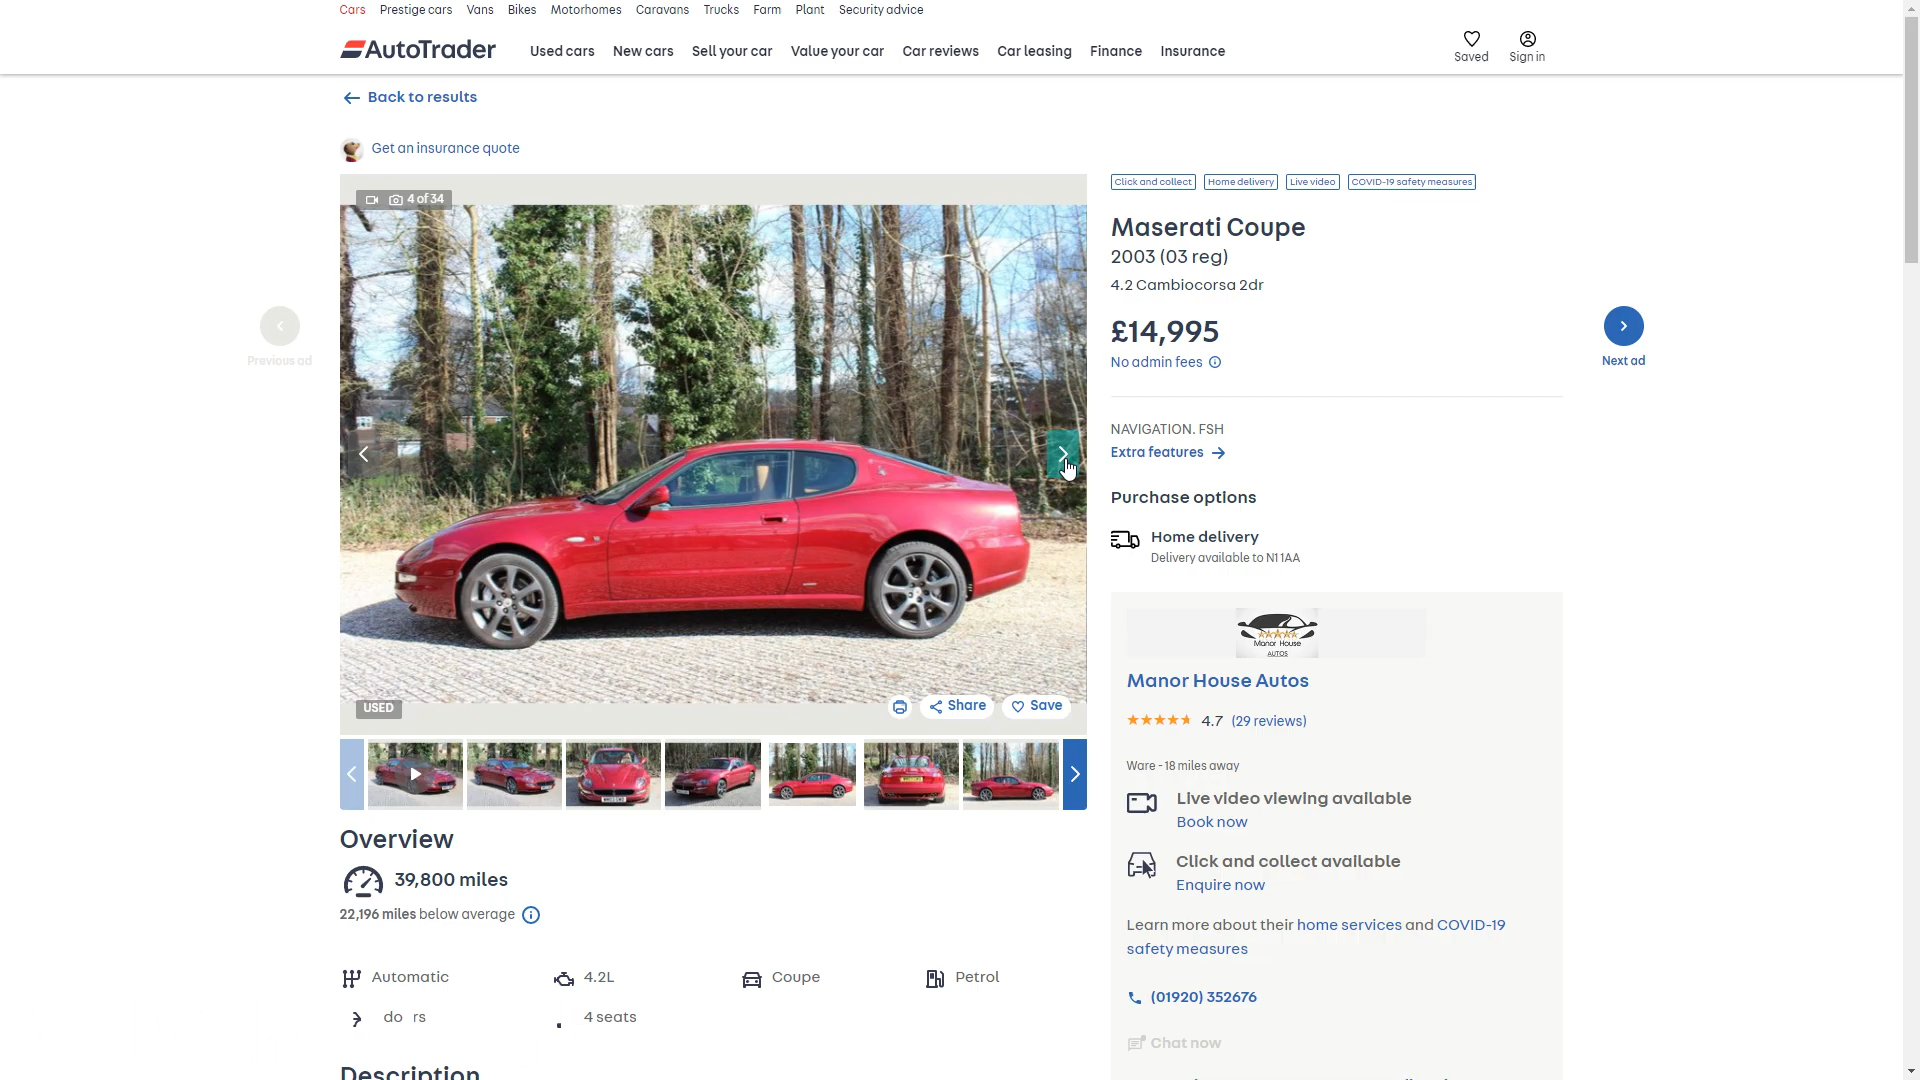 Cars Prestige cars Vans Bikes Motorhomes Caravans Trucks Farm Plant Security advice
AutoTrader Used cars New cars Sell your car Value your car Car reviews Car leasing Finance Insurance Saved Sign in
Back to results
Get an insurance quote
4 of 34
Click and collect Home delivery Live video COVID-19 safety measures
Maserati Coupe
2003 (03 reg)
4.2 Cambiocorsa 2dr
£14,995
No admin fees
Previous ad
Next ad
NAVIGATION. FSH
Extra features
Purchase options
Home delivery
Delivery available to N1 1AA
Manor House
AUTOS
Manor House Autos
4.7 (29 reviews)
USED
Share
Save
Ware - 18 miles away
Live video viewing available
Book now
Click and collect available
Enquire now
Learn more about their home services and COVID-19
safety measures
(01920) 352676
Chat now
Overview
39,800 miles
22,196 miles below average
Automatic 4.2L Coupe Petrol
do rs 4 seats
Description